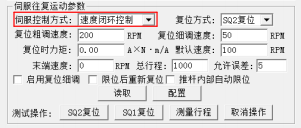 伺服往复运动参数
伺服控制方式: 速度闭环控制 复位方式: SQ2复位
复位粗调速度: 200 RPM 复位细调速度: 50 RPM
复位时力矩: 0.00 A×N·m/A 默认速度: 100 RPM
末端速度: 0 RPM 总行程: 1000 允许误差: 5
启用复位细调 限位后重新复位 推杆内部自动限位
读取 配置
测试操作: SQ2复位 SQ1复位 测量行程 取消操作